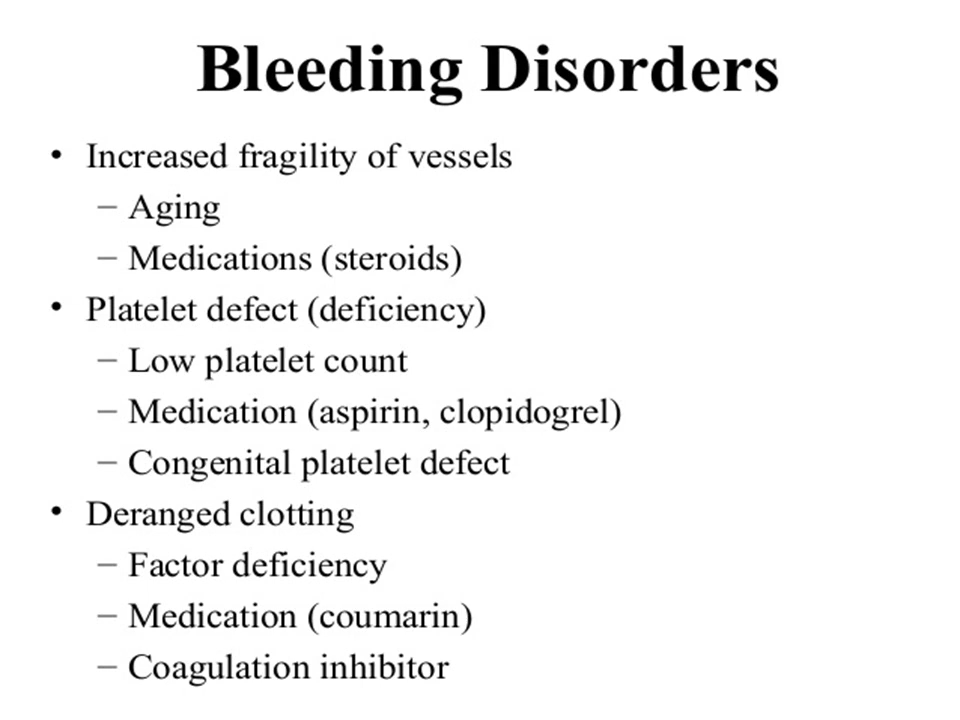 Bleeding Disorders
• Increased fragility of vessels
– Aging
– Medications (steroids)
• Platelet defect (deficiency)
– Low platelet count
– Medication (aspirin, clopidogrel)
– Congenital platelet defect
• Deranged clotting
– Factor deficiency
– Medication (coumarin)
– Coagulation inhibitor